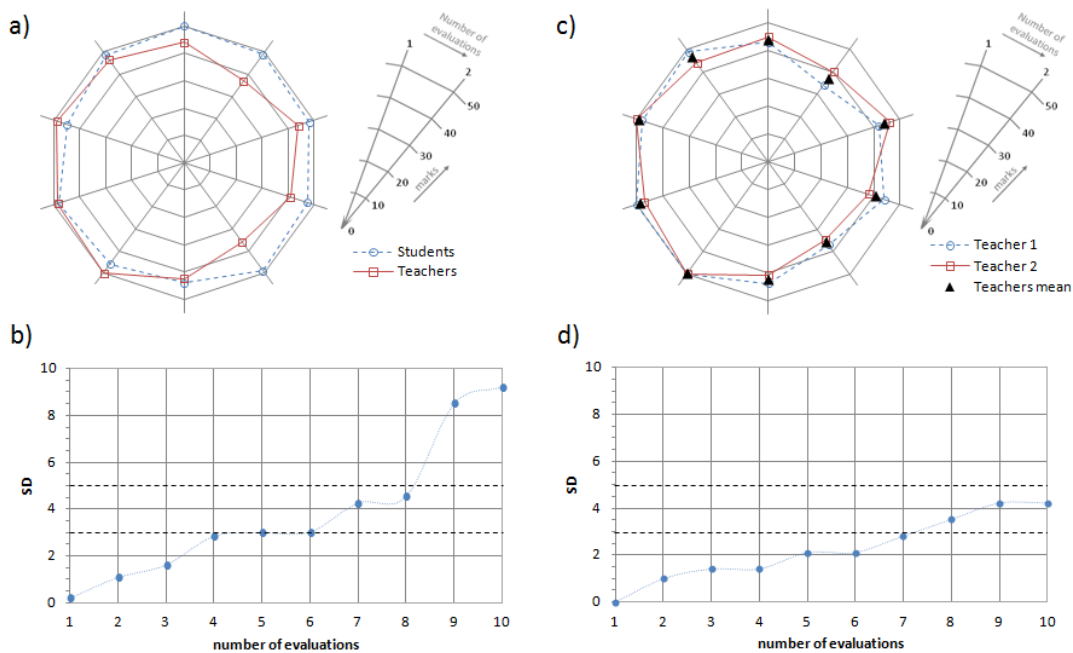 a)
Number of
evaluations
1
2
50
40
30
20
10
0
marks
Students
Teachers
c)
Number of
evaluations
1
2
50
40
30
20
10
0
marks
Teacher 1
Teacher 2
Teachers mean
b)
10
8
6
4
2
0
SD
1 2 3 4 5 6 7 8 9 10
number of evaluations
d)
10
8
6
4
2
0
SD
1 2 3 4 5 6 7 8 9 10
number of evaluations